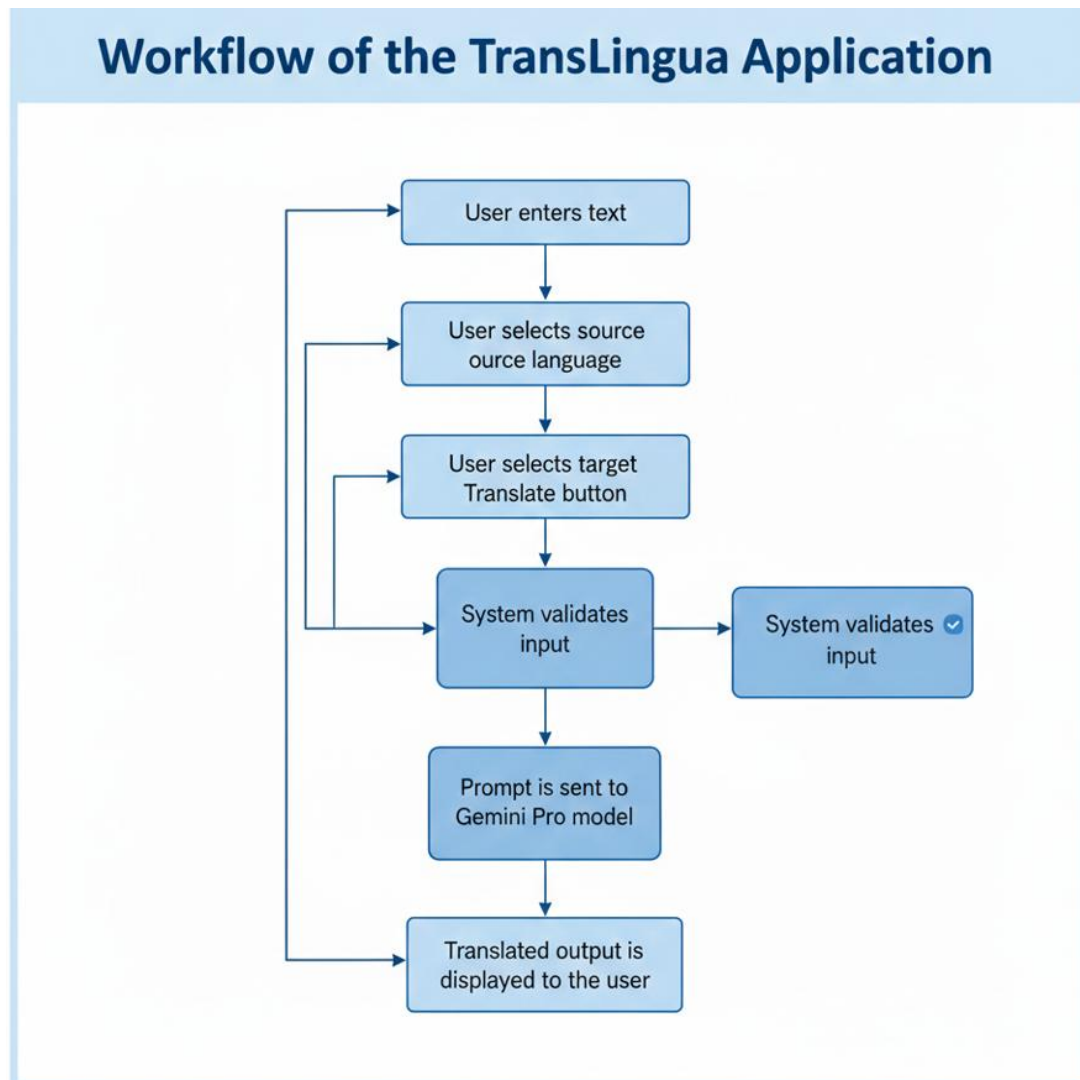 Workflow of the TransLingua Application
User enters text
User selects source
ource language
User selects target
Translate button
System validates
input
System validates
input
Prompt is sent to
Gemini Pro model
Translated output is
displayed to the user